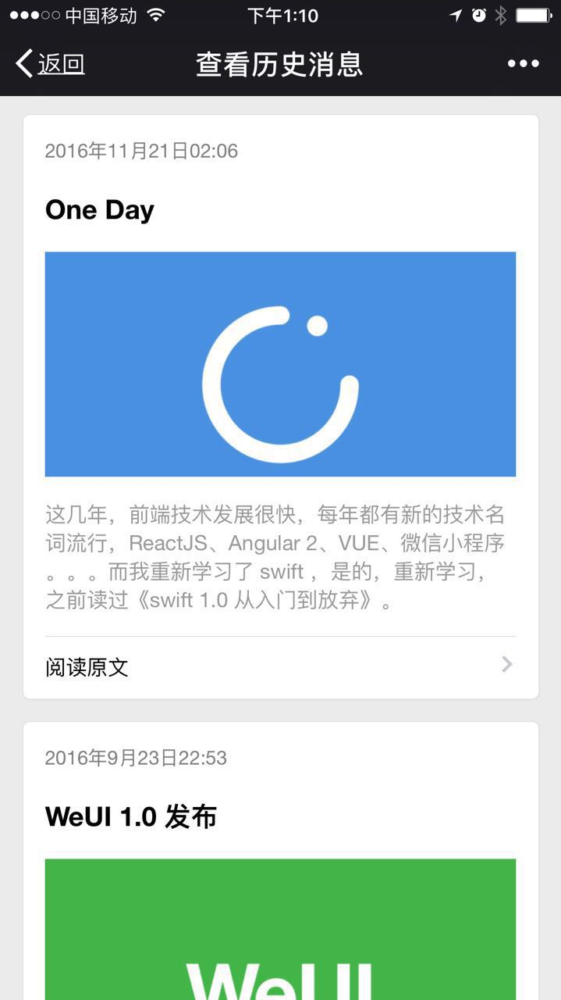 中国移动
下午1:10
返回
查看历史消息
2016年11月21日02:06
One Day
这几年，前端技术发展很快，每年都有新的技术名
词流行，ReactJS、Angular 2、VUE、微信小程序
。。。而我重新学习了 swift ，是的，重新学习，
之前读过《swift 1.0 从入门到放弃》。
阅读原文
2016年9月23日22:53
WeUI 1.0 发布
WeUI